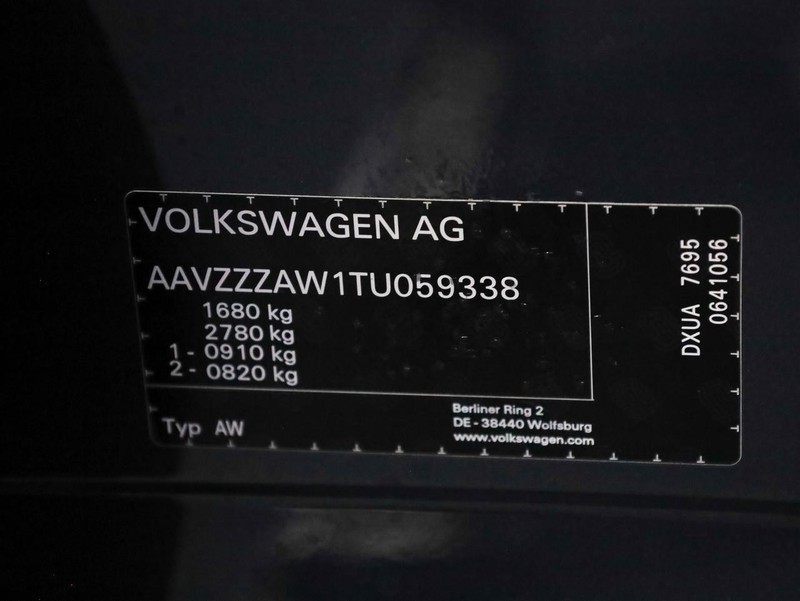 VOLKSWAGEN AG
AAVZZZAW1TU059338
1680 kg
2780 kg
1 - 0910 kg
2 - 0820 kg
Typ AW
Berliner Ring 2
DE - 38440 Wolfsburg
www.volkswagen.com
DXUA 7695
0641056